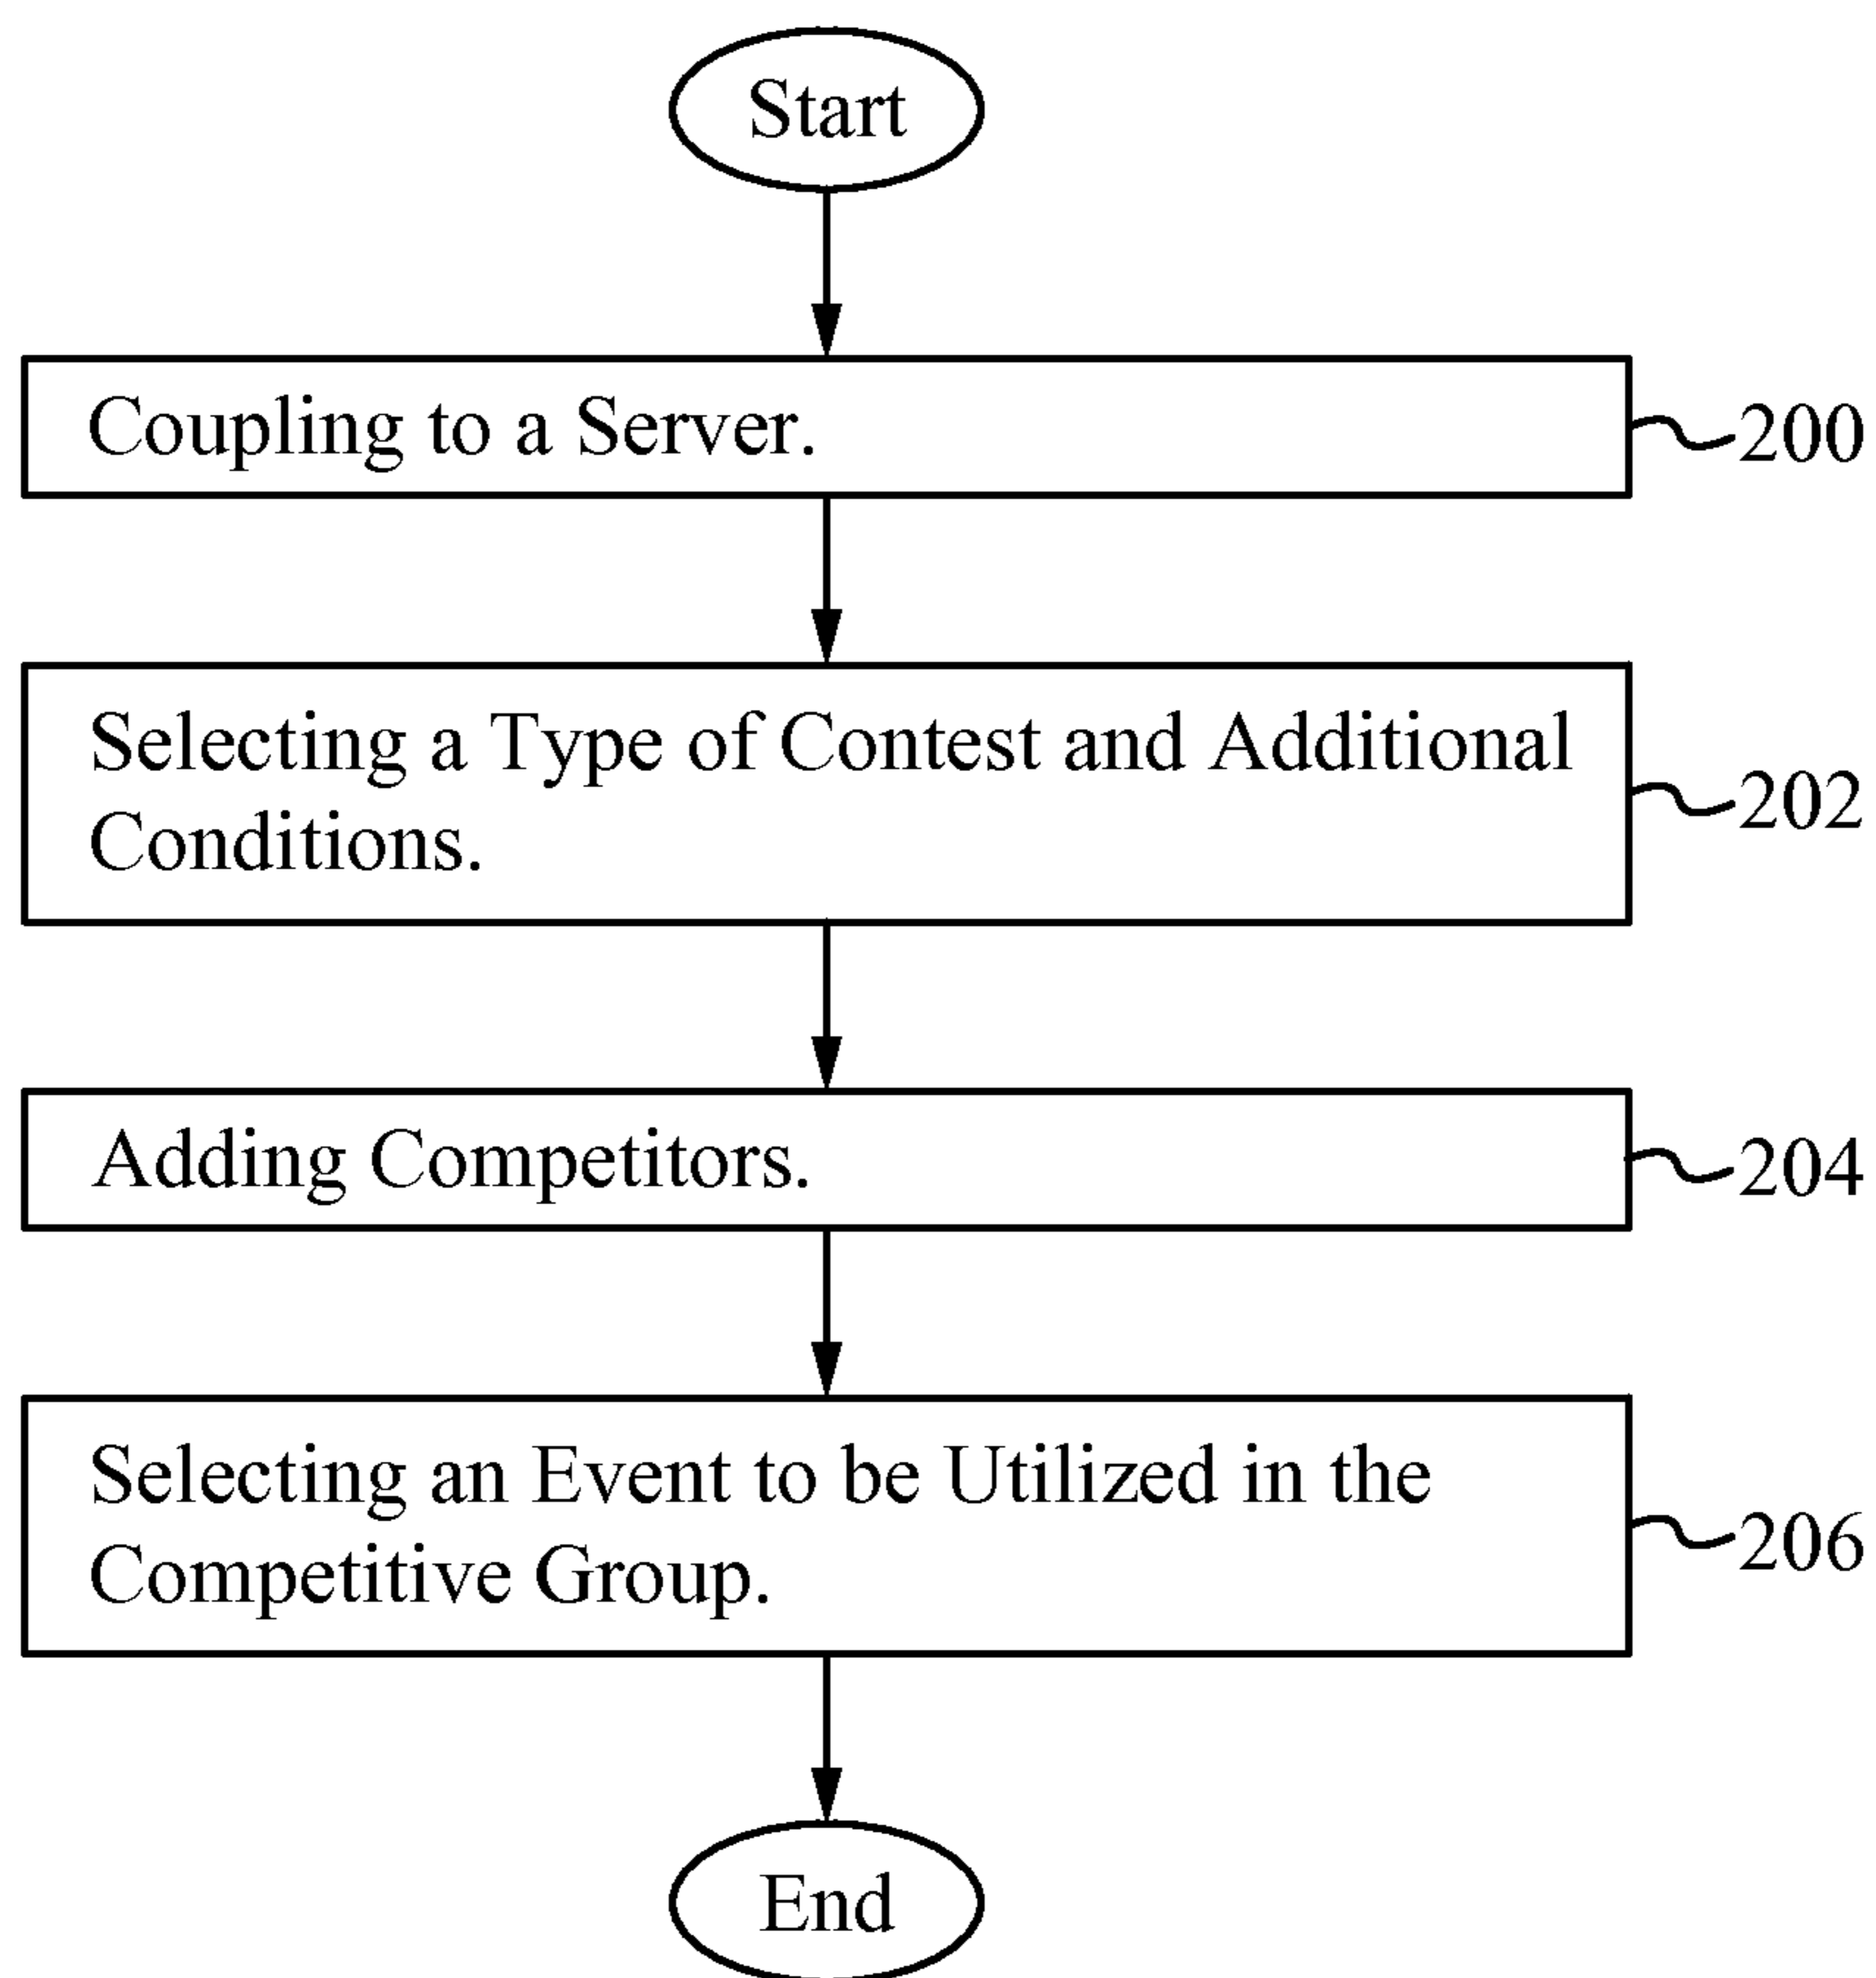 Start
Coupling to a Server.
200
Selecting a Type of Contest and Additional
Conditions.
202
Adding Competitors.
204
Selecting an Event to be Utilized in the
Competitive Group.
206
End